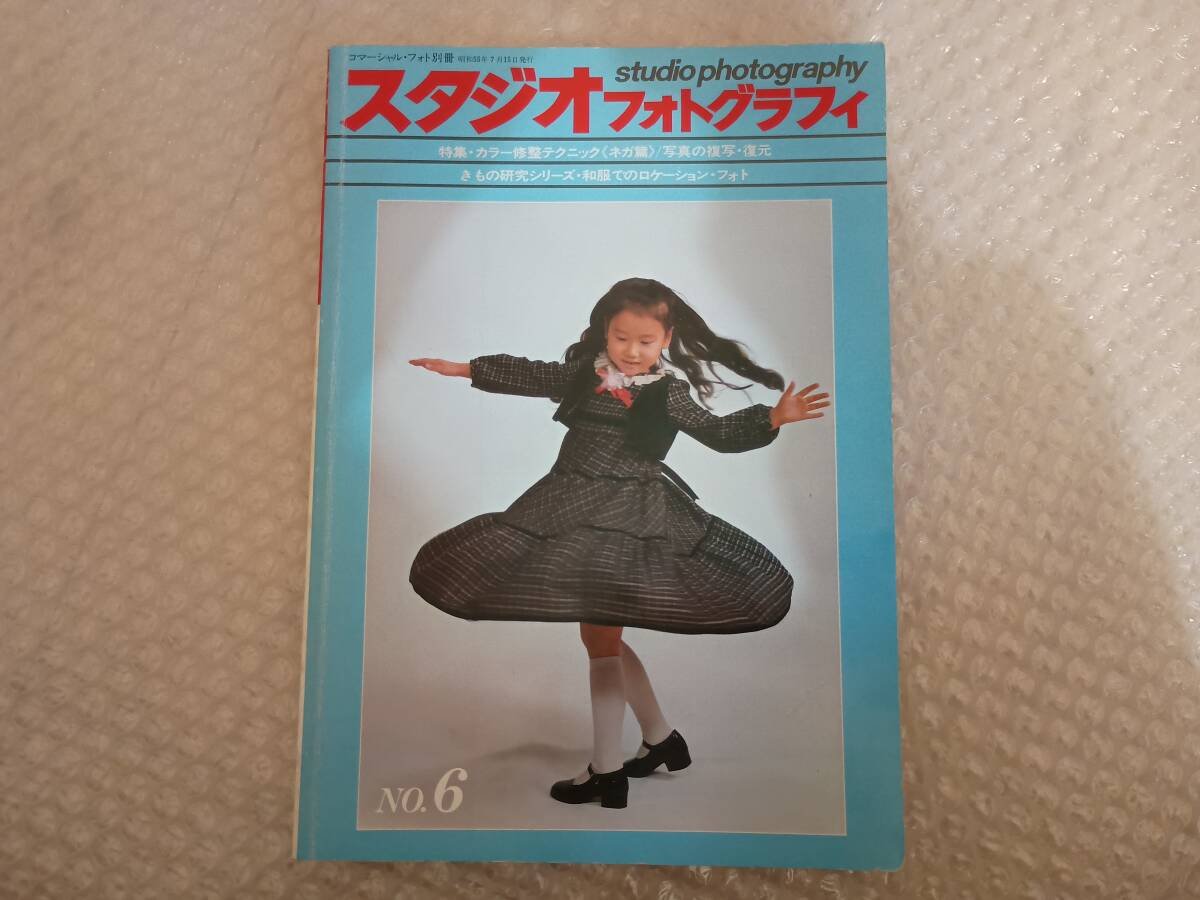 コマーシャル・フォト別冊 昭和55年7月15日発行
studio photography
スタジオフォトグラフィ
特集・カラー修整テクニック《ネガ篇》/写真の複写・復元
きもの研究シリーズ・和服でのロケーション・フォト
NO.6